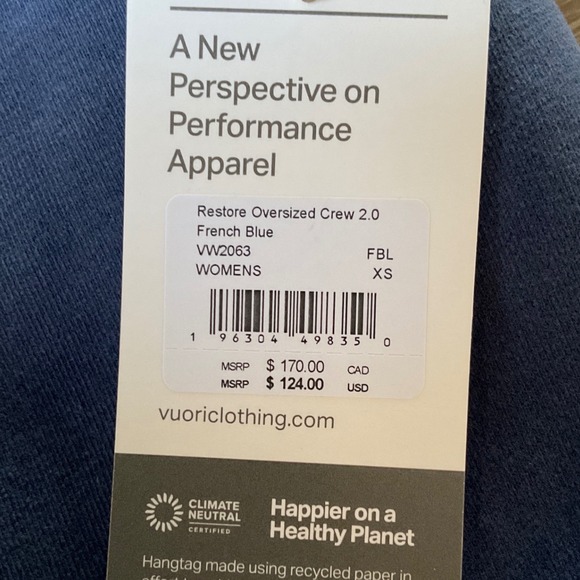 A New
Perspective on
Performance
Apparel
Restore Oversized Crew 2.0
French Blue
VW2063 FBL
WOMENS XS
1 96304 49835 0
MSRP $ 170.00 CAD
MSRP $ 124.00 USD
vuoriclothing.com
CLIMATE
NEUTRAL
CERTIFIED
Happier on a
Healthy Planet
Hangtag made using recycled paper in